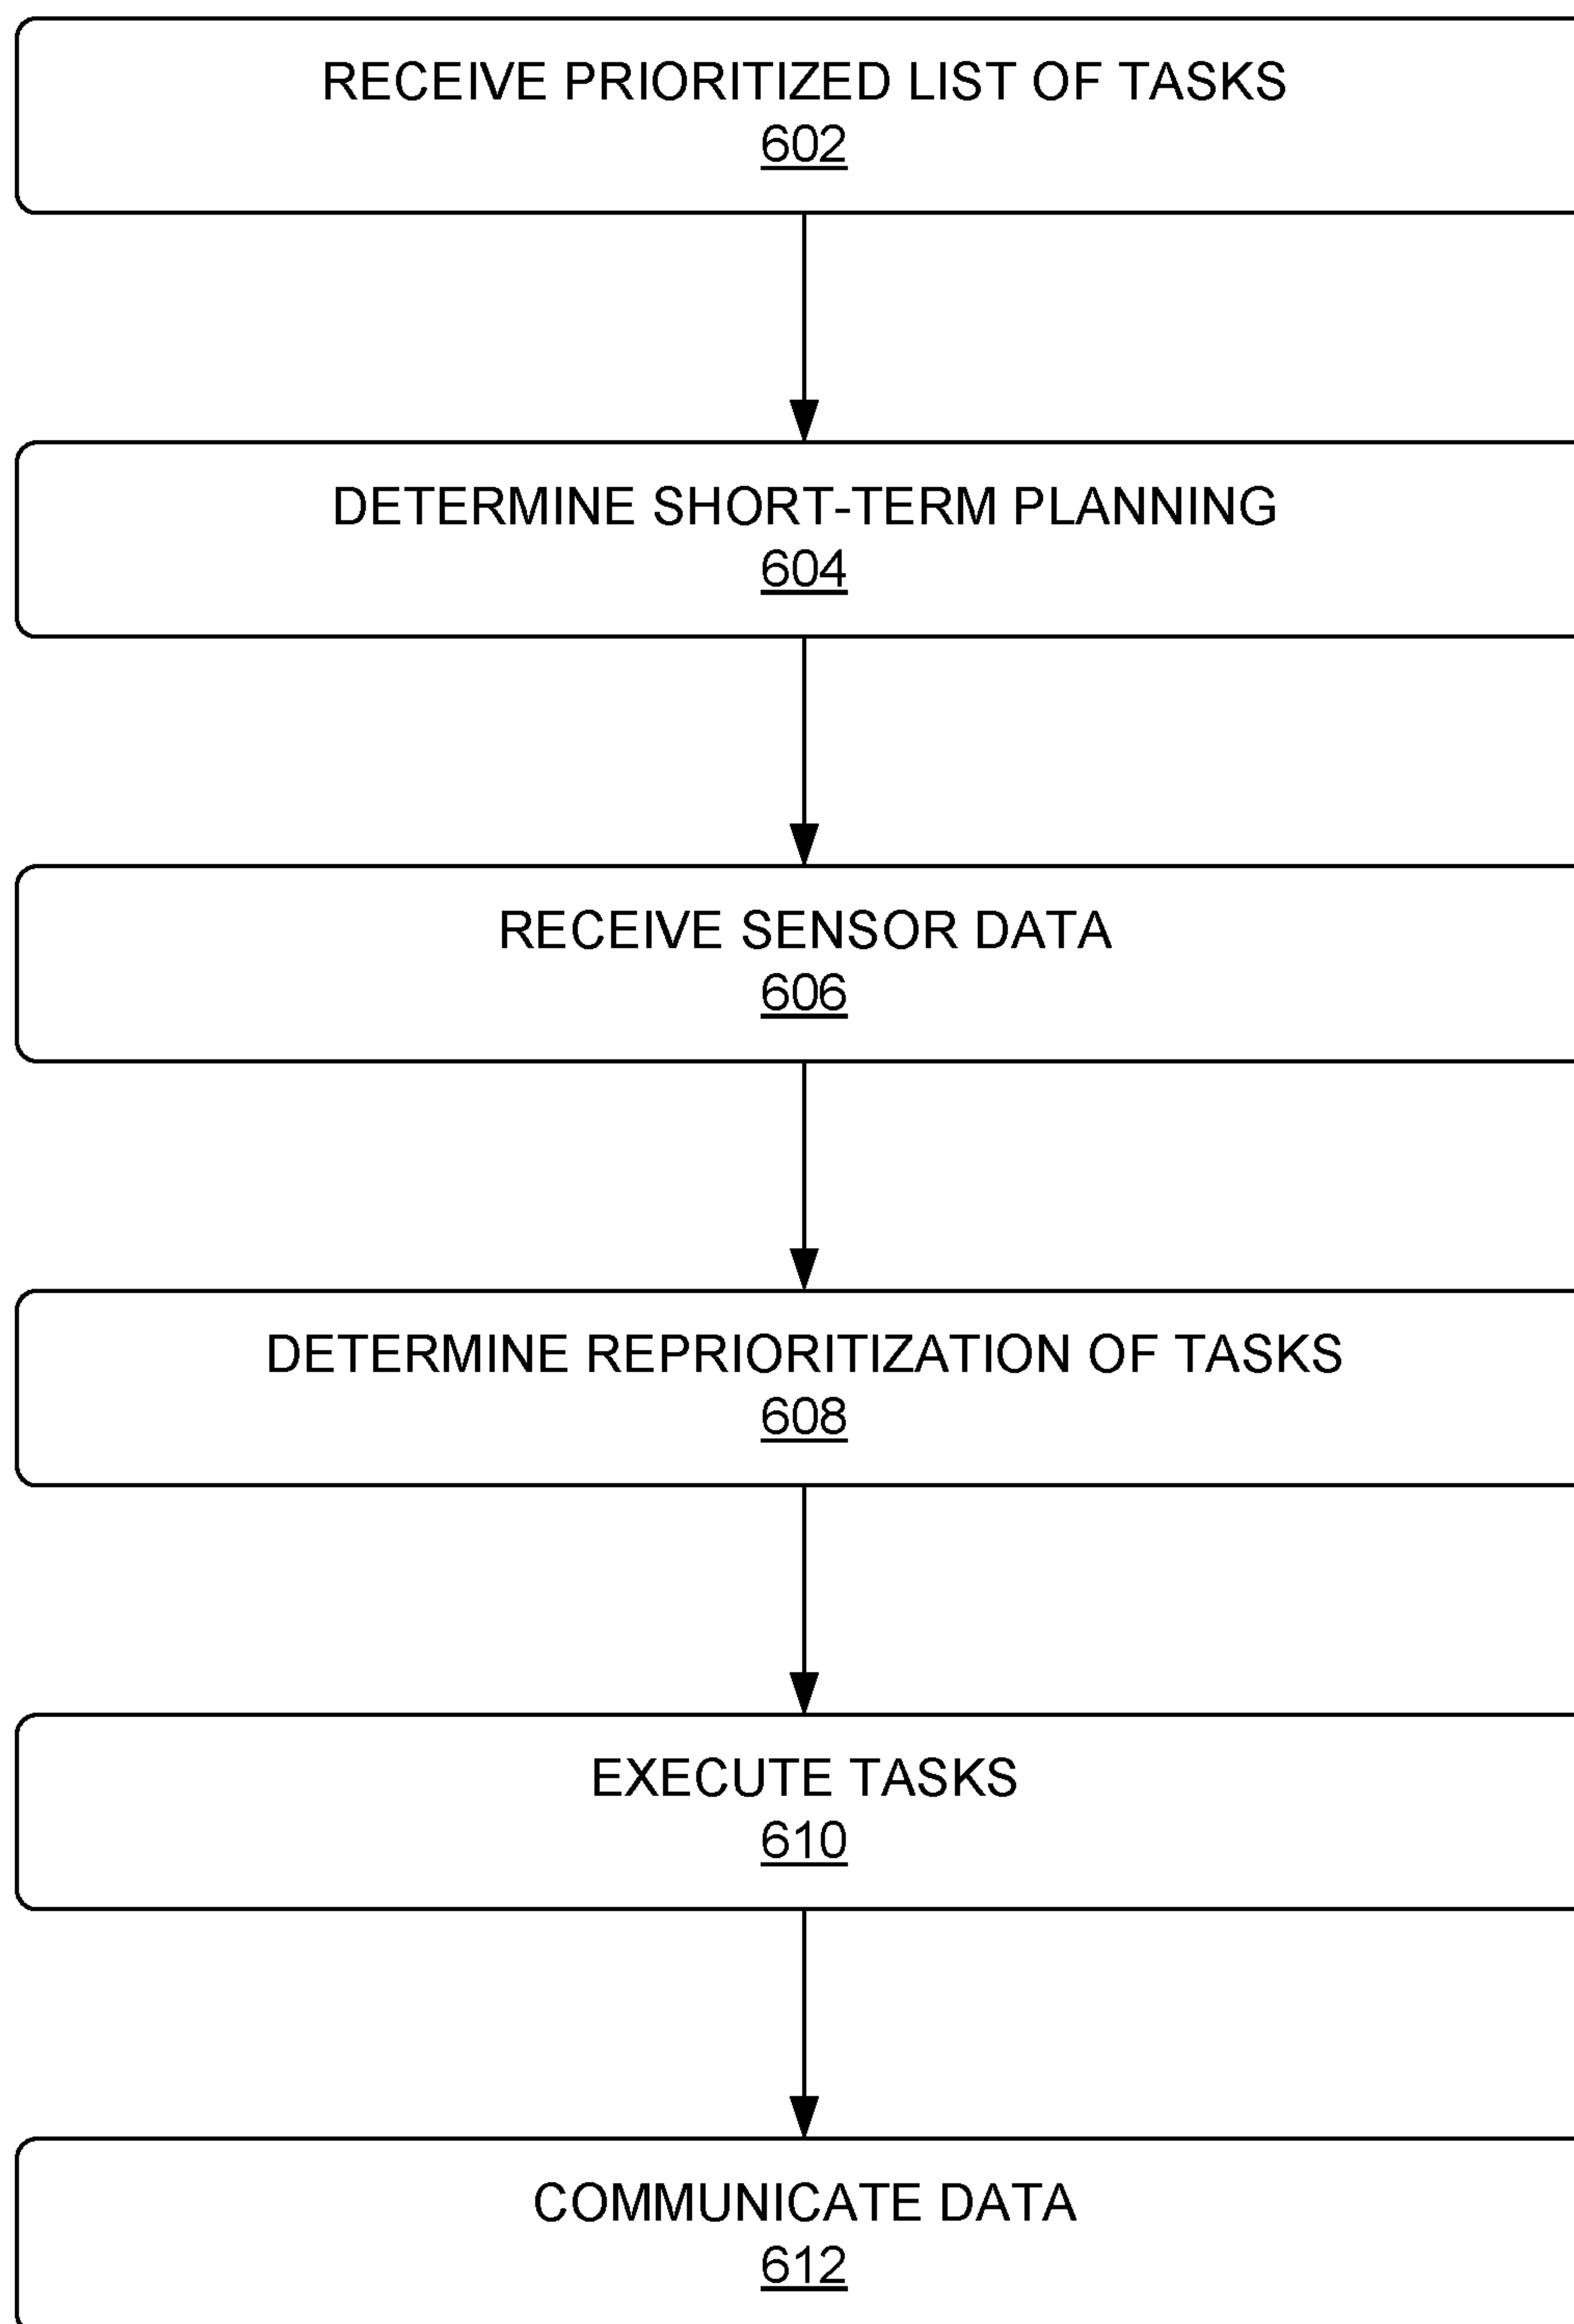 RECEIVE PRIORITIZED LIST OF TASKS
602
DETERMINE SHORT-TERM PLANNING
604
RECEIVE SENSOR DATA
606
DETERMINE REPRIORITIZATION OF TASKS
608
EXECUTE TASKS
610
COMMUNICATE DATA
612